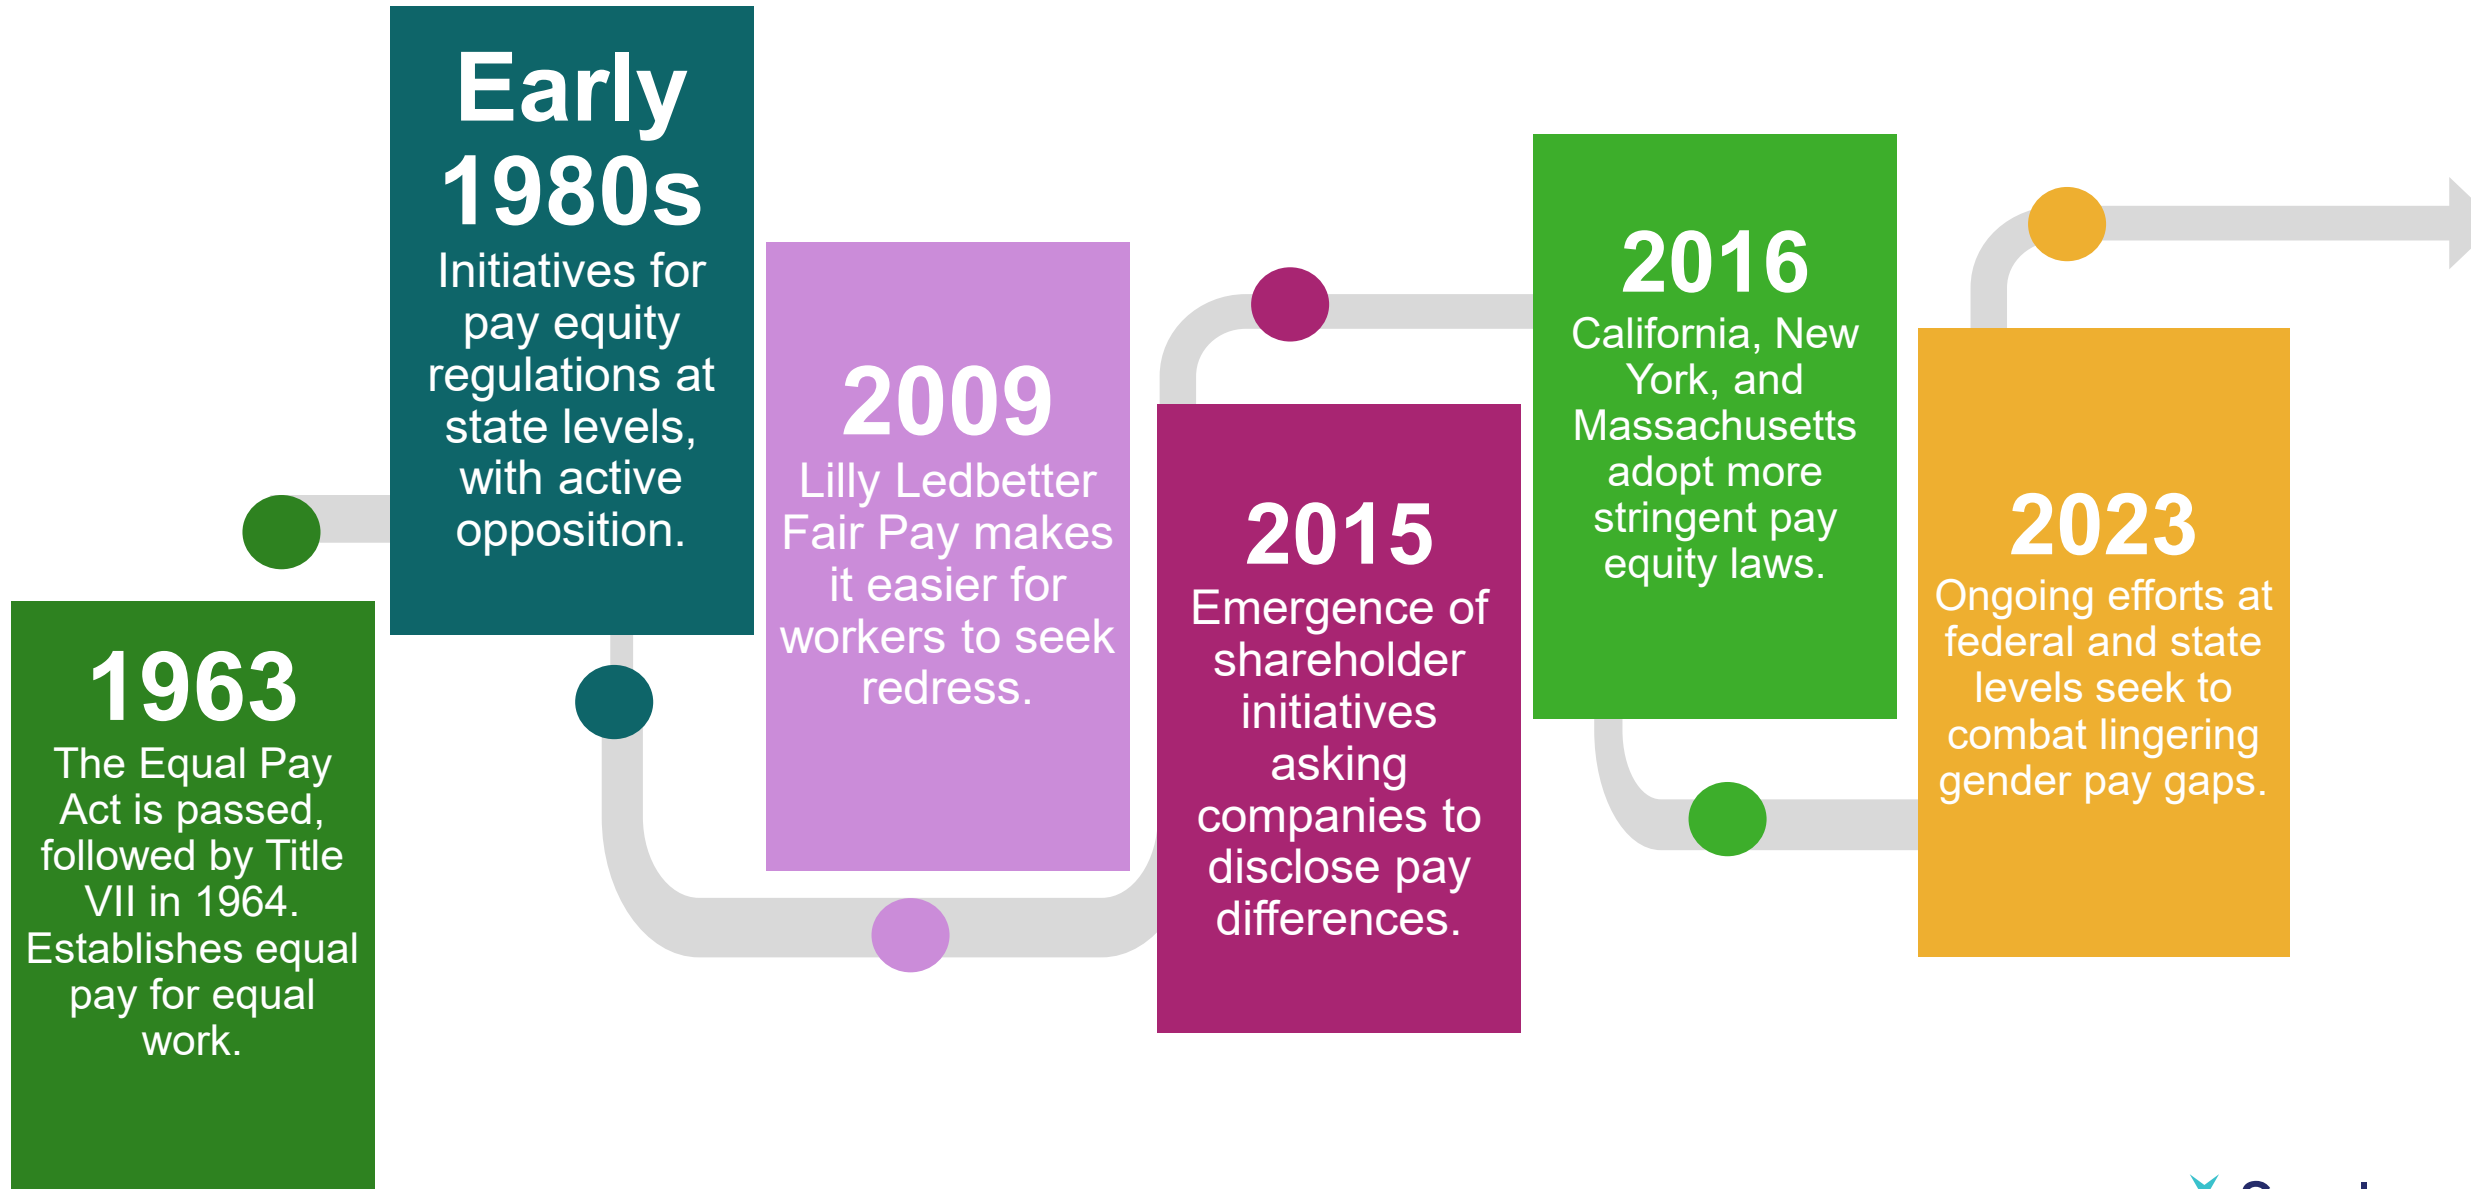 1963
The Equal Pay
Act is passed,
followed by Title
VII in 1964.
Establishes equal
pay for equal
work.
Early
1980s
Initiatives for
pay equity
regulations at
state levels,
with active
opposition.
2009
Lilly Ledbetter
Fair Pay makes
it easier for
workers to seek
redress.
2015
Emergence of
shareholder
initiatives
asking
companies to
disclose pay
differences.
2016
California, New
York, and
Massachusetts
adopt more
stringent pay
equity laws.
2023
Ongoing efforts at
federal and state
levels seek to
combat lingering
gender pay gaps.